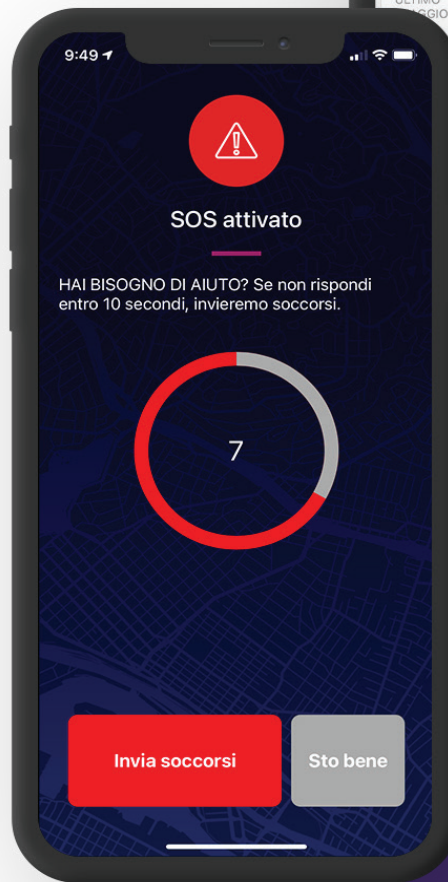 ULTIMO
9:49
SOS attivato
HAI BISOGNO DI AIUTO? Se non rispondi
entro 10 secondi, invieremo soccorsi.
7
Invia soccorsi
Sto bene